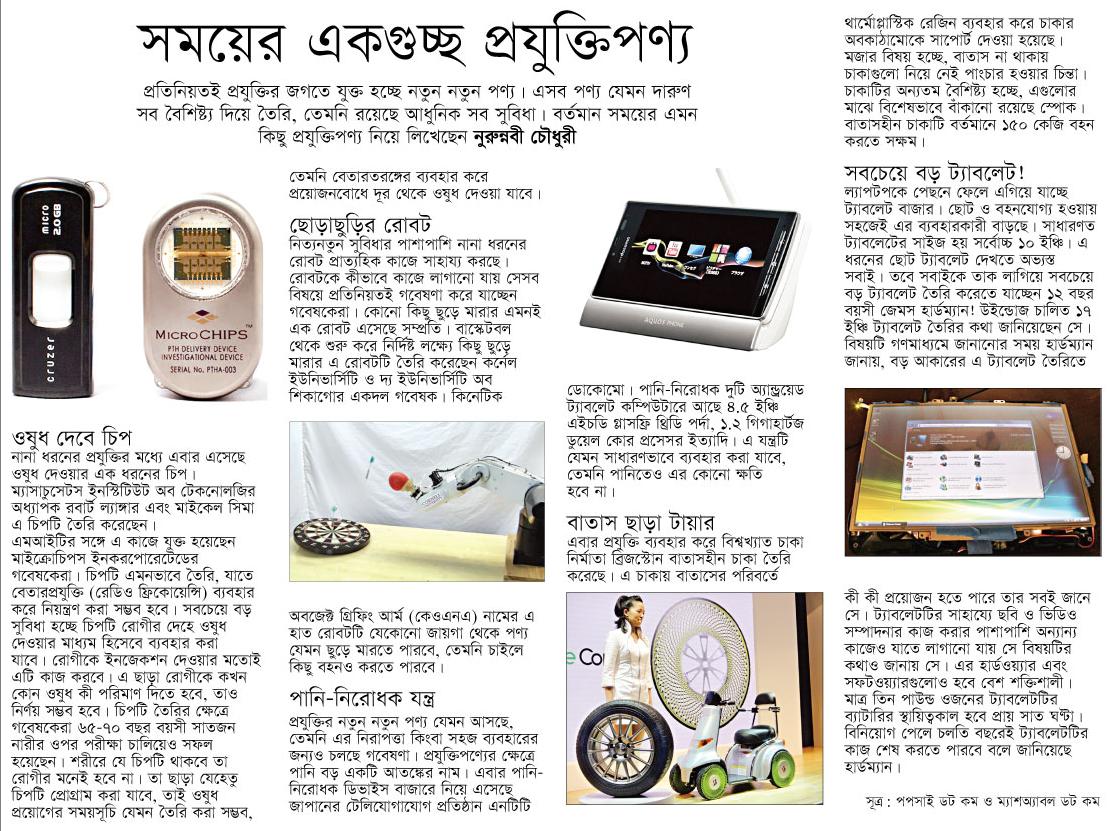 সময়ের একগুচ্ছ প্রযুক্তিপণ্য
প্রতিনিয়তই প্রযুক্তির জগতে যুক্ত হচ্ছে নতুন নতুন পণ্য। এসব পণ্য যেমন দারুণ
সব বৈশিষ্ট্য দিয়ে তৈরি, তেমনি রয়েছে আধুনিক সব সুবিধা। বর্তমান সময়ের এমন
কিছু প্রযুক্তিপণ্য নিয়ে লিখেছেন নুরুন্নবী চৌধুরী
micro
2.0 GB
cruzer
MICROCHIPS™
PTH DELIVERY DEVICE
INVESTIGATIONAL DEVICE
SERIAL No. PTHA-003
ওষুধ দেবে চিপ
নানা ধরনের প্রযুক্তির মধ্যে এবার এসেছে
ওষুধ দেওয়ার এক ধরনের চিপ।
ম্যাসাচুসেটস ইনস্টিটিউট অব টেকনোলজির
অধ্যাপক রবার্ট ল্যাঙ্গার এবং মাইকেল সিমা
এ চিপটি তৈরি করেছেন।
এমআইটির সঙ্গে এ কাজে যুক্ত হয়েছেন
মাইক্রোচিপস ইনকরপোরেটেডের
গবেষকেরা। চিপটি এমনভাবে তৈরি, যাতে
বেতারপ্রযুক্তি (রেডিও ফ্রিকোয়েন্সি) ব্যবহার
করে নিয়ন্ত্রণ করা সম্ভব হবে। সবচেয়ে বড়
সুবিধা হচ্ছে চিপটি রোগীর দেহে ওষুধ
দেওয়ার মাধ্যম হিসেবে ব্যবহার করা
যাবে। রোগীকে ইনজেকশন দেওয়ার মতোই
এটি কাজ করবে। এ ছাড়া রোগীকে কখন
কোন ওষুধ কী পরিমাণ দিতে হবে, তাও
নির্ণয় সম্ভব হবে। চিপটি তৈরির ক্ষেত্রে
গবেষকেরা ৬৫-৭০ বছর বয়সী সাতজন
নারীর ওপর পরীক্ষা চালিয়েও সফল
হয়েছেন। শরীরে যে চিপটি থাকবে তা
রোগীর মনেই হবে না। তা ছাড়া যেহেতু
চিপটি প্রোগ্রাম করা যাবে, তাই ওষুধ
প্রয়োগের সময়সূচি যেমন তৈরি করা সম্ভব,
তেমনি বেতারতরঙ্গের ব্যবহার করে
প্রয়োজনবোধে দূর থেকে ওষুধ দেওয়া যাবে।
ছোড়াছুড়ির রোবট
নিত্যনতুন সুবিধার পাশাপাশি নানা ধরনের
রোবট প্রাত্যহিক কাজে সাহায্য করছে।
রোবটকে কীভাবে কাজে লাগানো যায় সেসব
বিষয়ে প্রতিনিয়তই গবেষণা করে যাচ্ছেন
গবেষকেরা। কোনো কিছু ছুড়ে মারার এমনই
এক রোবট এসেছে সম্প্রতি। বাস্কেটবল
থেকে শুরু করে নির্দিষ্ট লক্ষ্যে কিছু ছুড়ে
মারার এ রোবটটি তৈরি করেছেন কর্নেল
ইউনিভার্সিটি ও দ্য ইউনিভার্সিটি অব
শিকাগোর একদল গবেষক। কিনেটিক
অবজেক্ট গ্রিফিং আর্ম (কেওএনএ) নামের এ
হাত রোবটটি যেকোনো জায়গা থেকে পণ্য
যেমন ছুড়ে মারতে পারবে, তেমনি চাইলে
কিছু বহনও করতে পারবে।
পানি-নিরোধক যন্ত্র
প্রযুক্তির নতুন নতুন পণ্য যেমন আসছে,
তেমনি এর নিরাপত্তা কিংবা সহজ ব্যবহারের
জন্যও চলছে গবেষণা। প্রযুক্তিপণ্যের ক্ষেত্রে
পানি বড় একটি আতঙ্কের নাম। এবার পানি-
নিরোধক ডিভাইস বাজারে নিয়ে এসেছে
জাপানের টেলিযোগাযোগ প্রতিষ্ঠান এনটিটি
AQUOS PHONE
ডোকোমো। পানি-নিরোধক দুটি অ্যান্ড্রয়েড
ট্যাবলেট কম্পিউটারে আছে ৪.৫ ইঞ্চি
এইচডি গ্লাসফ্রি থ্রিডি পর্দা, ১.২ গিগাহার্টজ
ডুয়েল কোর প্রসেসর ইত্যাদি। এ যন্ত্রটি
যেমন সাধারণভাবে ব্যবহার করা যাবে,
তেমনি পানিতেও এর কোনো ক্ষতি
হবে না।
বাতাস ছাড়া টায়ার
এবার প্রযুক্তি ব্যবহার করে বিশ্বখ্যাত চাকা
নির্মাতা ব্রিজস্টোন বাতাসহীন চাকা তৈরি
করেছে। এ চাকায় বাতাসের পরিবর্তে
e Co
থার্মোপ্লাস্টিক রেজিন ব্যবহার করে চাকার
অবকাঠামোকে সাপোর্ট দেওয়া হয়েছে।
মজার বিষয় হচ্ছে, বাতাস না থাকায়
চাকাগুলো নিয়ে নেই পাংচার হওয়ার চিন্তা।
চাকাটির অন্যতম বৈশিষ্ট্য হচ্ছে, এগুলোর
মাঝে বিশেষভাবে বাঁকানো রয়েছে স্পোক।
বাতাসহীন চাকাটি বর্তমানে ১৫০ কেজি বহন
করতে সক্ষম।
সবচেয়ে বড় ট্যাবলেট!
ল্যাপটপকে পেছনে ফেলে এগিয়ে যাচ্ছে
ট্যাবলেট বাজার। ছোট ও বহনযোগ্য হওয়ায়
সহজেই এর ব্যবহারকারী বাড়ছে। সাধারণত
ট্যাবলেটের সাইজ হয় সর্বোচ্চ ১০ ইঞ্চি। এ
ধরনের ছোট ট্যাবলেট দেখতে অভ্যস্ত
সবাই। তবে সবাইকে তাক লাগিয়ে সবচেয়ে
বড় ট্যাবলেট তৈরি করেতে যাচ্ছেন ১২ বছর
বয়সী জেমস হার্ডম্যান! উইন্ডোজ চালিত ১৭
ইঞ্চি ট্যাবলেট তৈরির কথা জানিয়েছেন সে।
বিষয়টি গণমাধ্যমে জানানোর সময় হার্ডম্যান
জানায়, বড় আকারের এ ট্যাবলেট তৈরিতে
কী কী প্রয়োজন হতে পারে তার সবই জানে
সে। ট্যাবলেটটির সাহায্যে ছবি ও ভিডিও
সম্পাদনার কাজ করার পাশাপাশি অন্যান্য
কাজেও যাতে লাগানো যায় সে বিষয়টির
কথাও জানায় সে। এর হার্ডওয়্যার এবং
সফটওয়্যারগুলোও হবে বেশ শক্তিশালী।
মাত্র তিন পাউন্ড ওজনের ট্যাবলেটটির
ব্যাটারির স্থায়িত্বকাল হবে প্রায় সাত ঘণ্টা।
বিনিয়োগ পেলে চলতি বছরেই ট্যাবলেটটির
কাজ শেষ করতে পারবে বলে জানিয়েছে
হার্ডম্যান।
সূত্র : পপসাই ডট কম ও ম্যাশঅ্যাবল ডট কম